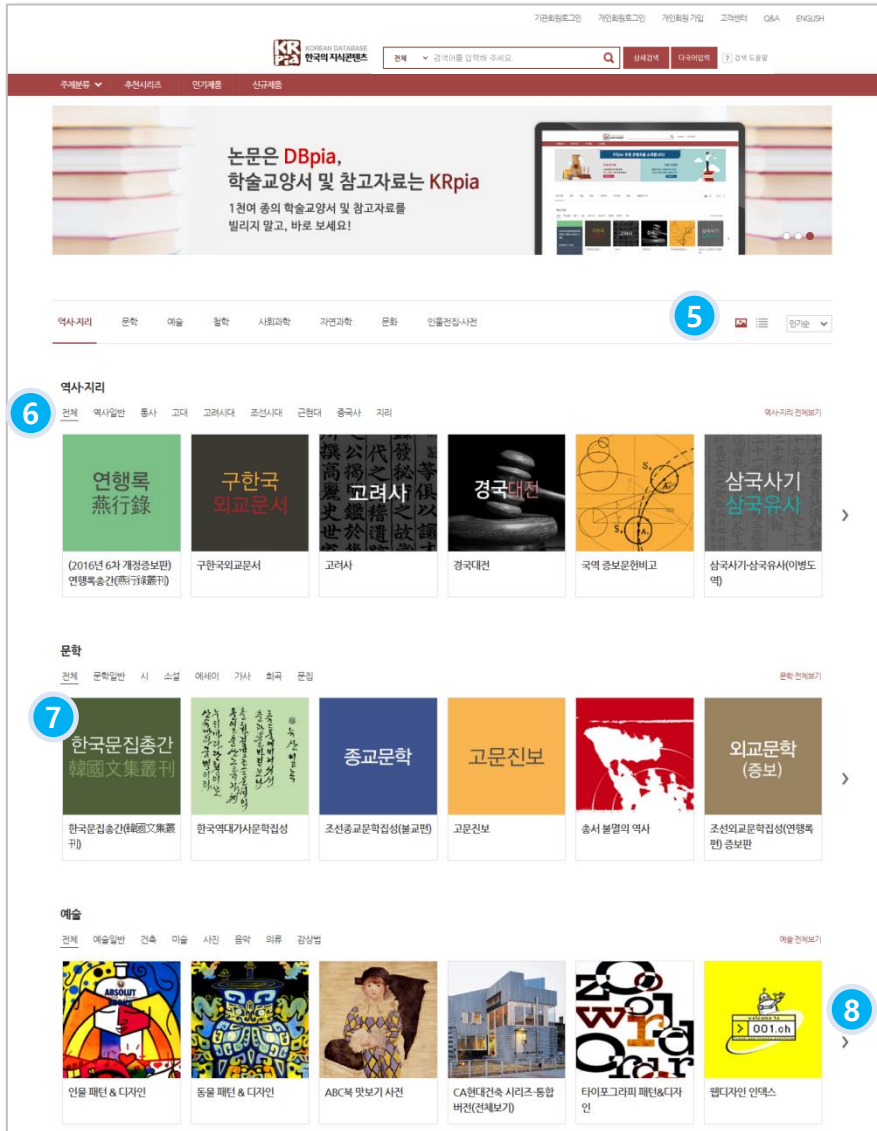 기관회원로그인 개인회원로그인 개인회원 가입 고객센터 Q&A ENGLISH
KRpia KOREAN DATABASE
한국의 지식콘텐츠
전체 검색어를 입력해 주세요. 상세검색 다국어입력 ? 검색 도움말
주제분류 추천시리즈 인기제품 신규제품
논문은 DBpia,
학술교양서 및 참고자료는 KRpia
1천여 종의 학술교양서 및 참고자료를
빌리지 말고, 바로 보세요!
5
역사·지리 문학 예술 철학 사회과학 자연과학 문화 인물전집·사전 인기순
역사·지리
6
전체 역사일반 통사 고대 고려시대 조선시대 근현대 중국사 지리 역사·지리 전체보기
연행록
燕行錄
구한국
외교문서
고려사
경국대전
삼국사기
삼국유사
(2016년 6차 개정증보판)
연행록총간(燕行錄叢刊)
구한국외교문서
고려사
경국대전
국역 증보문헌비고
삼국사기·삼국유사(이병도
역)
문학
전체 문학일반 시 소설 에세이 가사 희곡 문집 문학 전체보기
7
한국문집총간
韓國文集叢刊
종교문학
고문진보
외교문학
(증보)
한국문집총간(韓國文集叢
刊)
한국역대가사문학집성
조선종교문학집성(불교편)
고문진보
총서 불멸의 역사
조선외교문학집성(연행록
편) 증보판
예술
전체 예술일반 건축 미술 사진 음악 의류 감상법 예술 전체보기
ABSOLUT
welcome to
> 001.ch
8
인물 패턴 & 디자인
동물 패턴 & 디자인
ABC북 맛보기 사전
CA현대건축 시리즈-통합
버전(전체보기)
타이포그라피 패턴&디자
인
웹디자인 인덱스